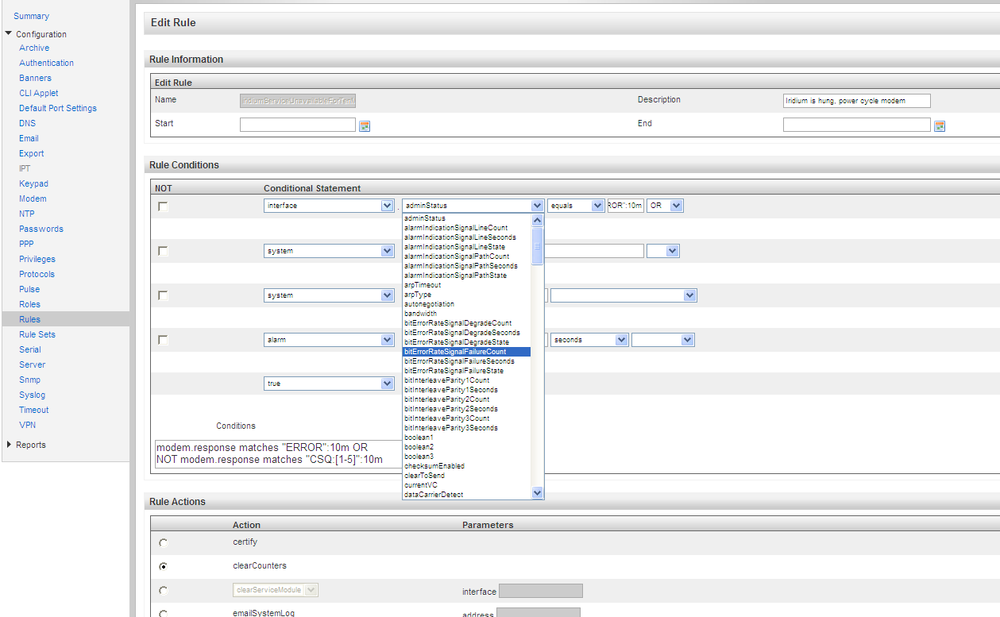 Summary
Configuration
Archive
Authentication
Banners
CLI Applet
Default Port Settings
DNS
Email
Export
IPT
Keypad
Modem
NTP
Passwords
PPP
Privileges
Protocols
Pulse
Roles
Rules
Rule Sets
Serial
Server
Snmp
Syslog
Timeout
VPN
Reports
Edit Rule
Rule Information
Edit Rule
Name iridiumServiceUnavailableForTenM Description Iridium is hung, power cycle modem
Start End
Rule Conditions
NOT Conditional Statement
interface . adminStatus equals ROR":10m OR
system
system
alarm seconds
true
adminStatus
alarmIndicationSignalLineCount
alarmIndicationSignalLineSeconds
alarmIndicationSignalLineState
alarmIndicationSignalPathCount
alarmIndicationSignalPathSeconds
alarmIndicationSignalPathState
arpTimeout
arpType
autonegotiation
bandwidth
bitErrorRateSignalDegradeCount
bitErrorRateSignalDegradeSeconds
bitErrorRateSignalDegradeState
bitErrorRateSignalFailureCount
bitErrorRateSignalFailureSeconds
bitErrorRateSignalFailureState
bitInterleaveParity1Count
bitInterleaveParity1Seconds
bitInterleaveParity2Count
bitInterleaveParity2Seconds
bitInterleaveParity3Count
bitInterleaveParity3Seconds
boolean1
boolean2
boolean3
checksumEnabled
clearToSend
currentVC
dataCarrierDetect
Conditions
modem.response matches "ERROR":10m OR
NOT modem.response matches "CSQ:[1-5]":10m
Rule Actions
Action Parameters
certify
clearCounters
clearServiceModule interface
emailSystemLog address